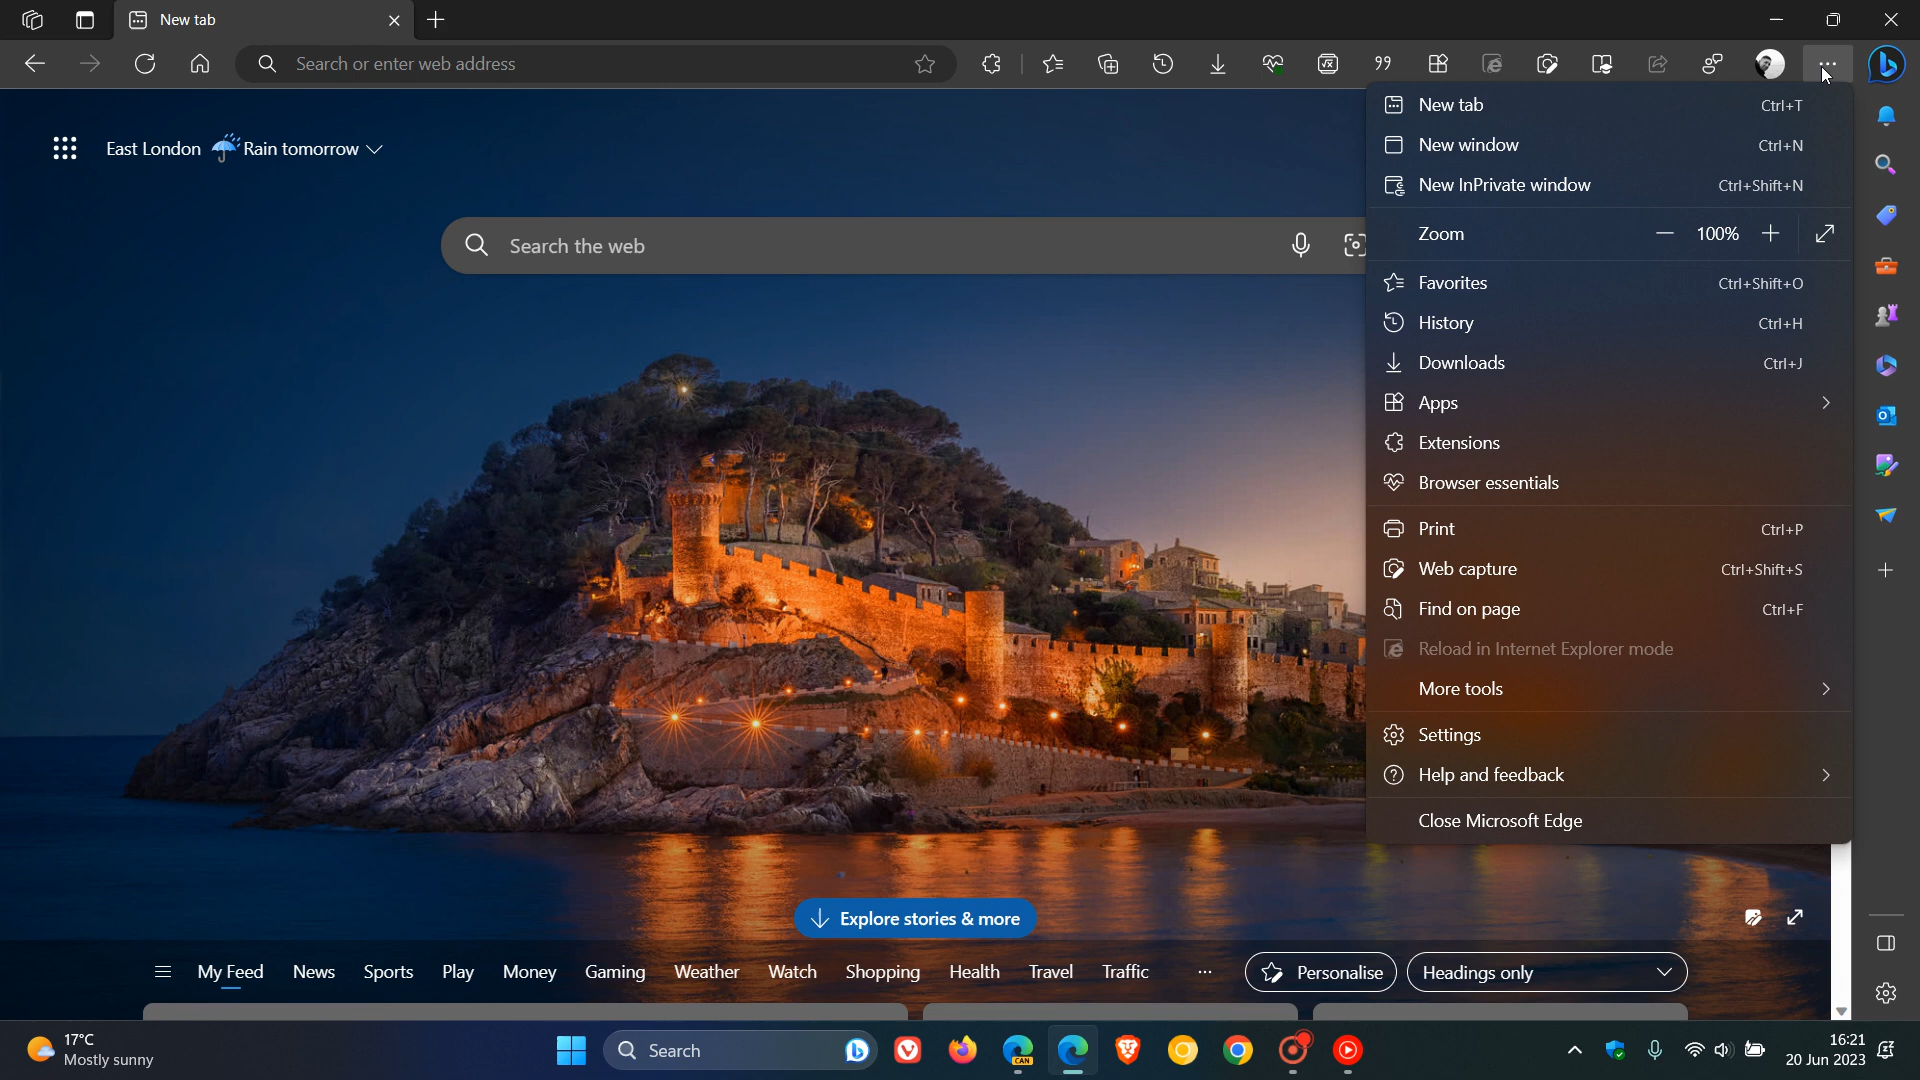 New tab
Search or enter web address
East London Rain tomorrow
Search the web
New tab Ctrl+T
New window Ctrl+N
New InPrivate window Ctrl+Shift+N
Zoom 100%
Favorites Ctrl+Shift+O
History Ctrl+H
Downloads Ctrl+J
Apps
Extensions
Browser essentials
Print Ctrl+P
Web capture Ctrl+Shift+S
Find on page Ctrl+F
Reload in Internet Explorer mode
More tools
Settings
Help and feedback
Close Microsoft Edge
Explore stories & more
My Feed News Sports Play Money Gaming Weather Watch Shopping Health Travel Traffic ... Personalise Headings only
17°C
Mostly sunny
Search
CAN
16:21
20 Jun 2023